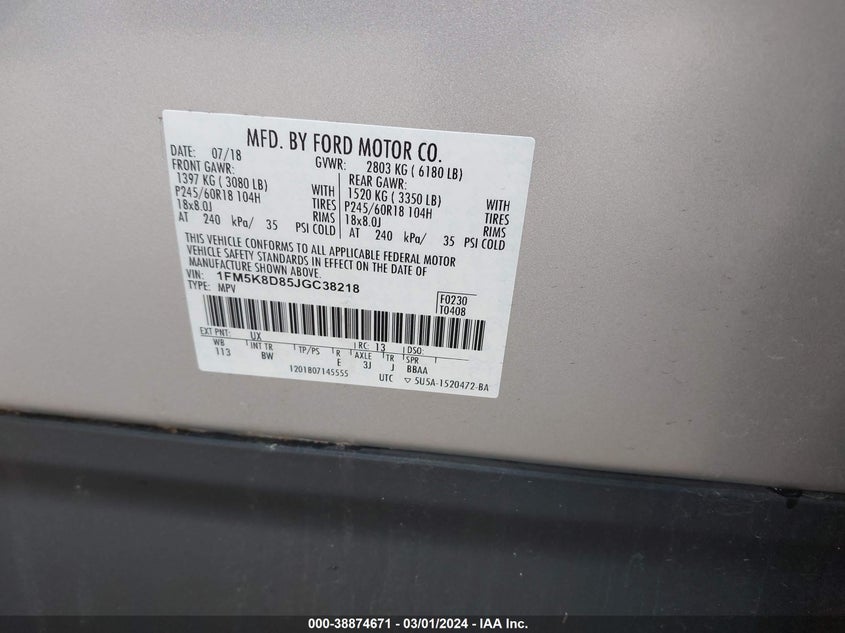 MFD. BY FORD MOTOR CO.
DATE: 07/18 GVWR: 2803 KG ( 6180 LB)
FRONT GAWR: REAR GAWR:
1397 KG ( 3080 LB) WITH 1520 KG ( 3350 LB) WITH
P245/60R18 104H TIRES P245/60R18 104H TIRES
18x8.0J RIMS 18x8.0J RIMS
AT 240 kPa/ 35 PSI COLD AT 240 kPa/ 35 PSI COLD
THIS VEHICLE CONFORMS TO ALL APPLICABLE FEDERAL MOTOR
VEHICLE SAFETY STANDARDS IN EFFECT ON THE DATE OF
MANUFACTURE SHOWN ABOVE.
VIN: 1FM5K8D85JGC38218
TYPE: MPV
F0230
T0408
EXT PNT: UX RC: 13 DSO:
WB INT TR TP/PS R AXLE TR SPR
113 BW E 3J J BBAA
1201807145555 UTC ▽ 5U5A-1520472-BA
000-38874671 - 03/01/2024 - IAA Inc.